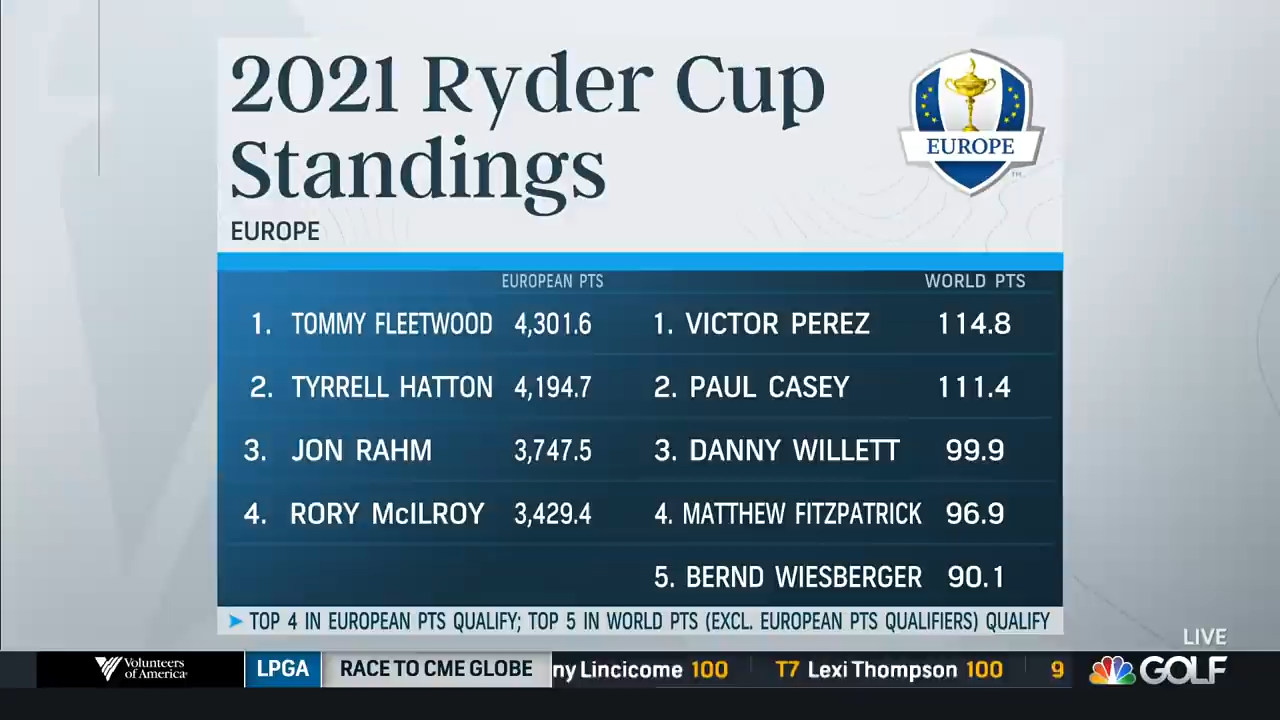 2021 Ryder Cup
Standings
EUROPE
EUROPE
™
EUROPEAN PTS
WORLD PTS
1. TOMMY FLEETWOOD 4,301.6
1. VICTOR PEREZ 114.8
2. TYRRELL HATTON 4,194.7
2. PAUL CASEY 111.4
3. JON RAHM 3,747.5
3. DANNY WILLETT 99.9
4. RORY McILROY 3,429.4
4. MATTHEW FITZPATRICK 96.9
5. BERND WIESBERGER 90.1
TOP 4 IN EUROPEAN PTS QUALIFY; TOP 5 IN WORLD PTS (EXCL. EUROPEAN PTS QUALIFIERS) QUALIFY
LIVE
Volunteers
of America
LPGA
RACE TO CME GLOBE
ny Lincicome 100
T7 Lexi Thompson 100
9
GOLF